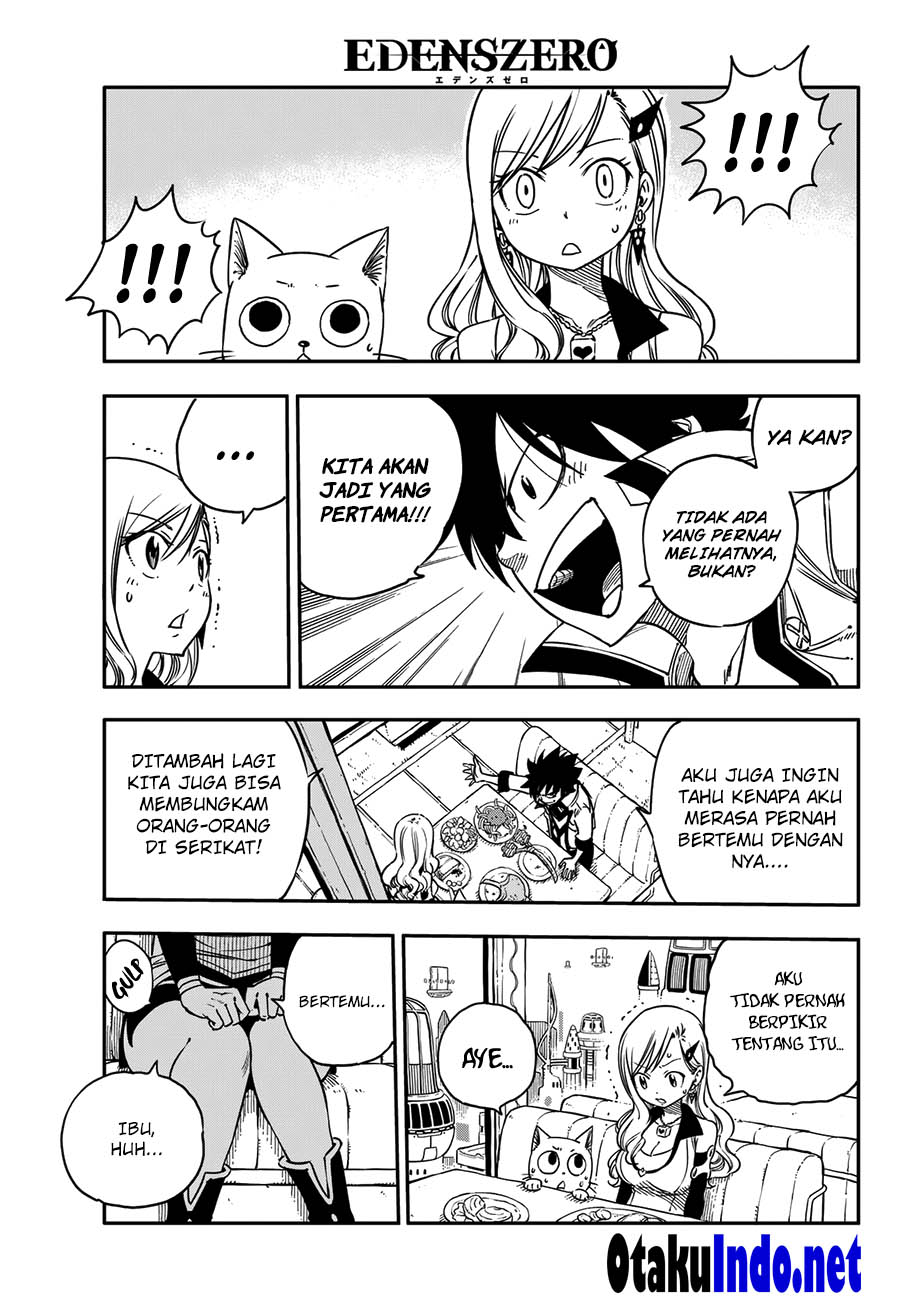 EDENSZERO
エデンズゼロ
!!!
!!!
YA KAN?
TIDAK ADA
YANG PERNAH
MELIHATNYA,
BUKAN?
KITA AKAN
JADI YANG
PERTAMA!!!
...
AKU JUGA INGIN
TAHU KENAPA AKU
MERASA PERNAH
BERTEMU DENGAN
NYA....
DITAMBAH LAGI
KITA JUGA BISA
MEMBUNGKAM
ORANG-ORANG
DI SERIKAT!
AKU
TIDAK PERNAH
BERPIKIR
TENTANG ITU...
AYE...
BERTEMU...
GULP
IBU,
HUH...
OtakuIndo.net